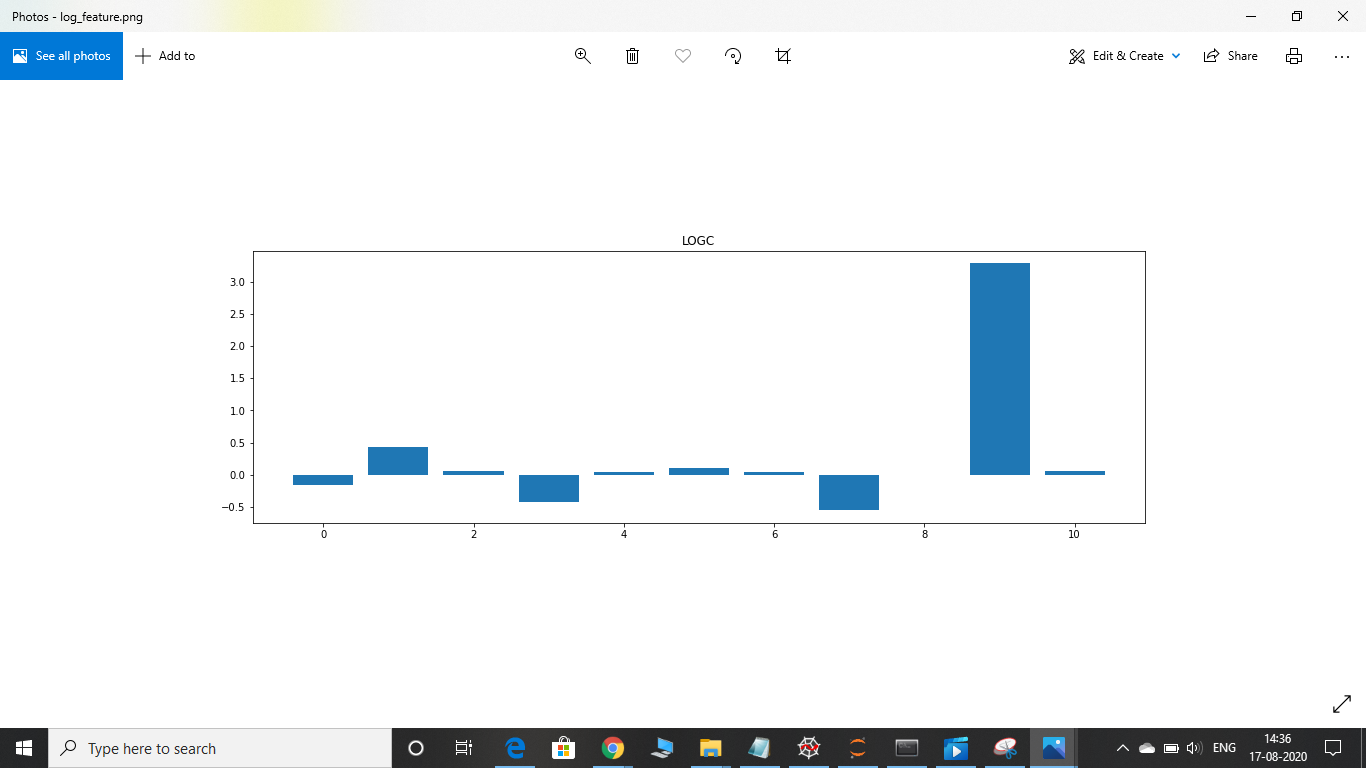 Photos - log_feature.png
See all photos
Add to
Edit & Create
Share
LOGC
3.0
2.5
2.0
1.5
1.0
0.5
0.0
−0.5
0 2 4 6 8 10
Type here to search
ENG
14:36
17-08-2020